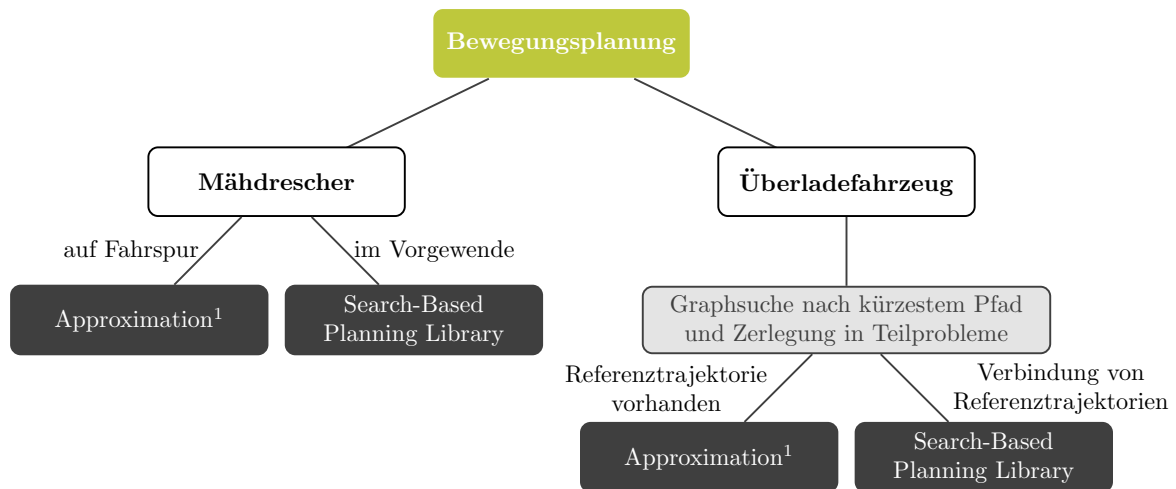 Bewegungsplanung
Mähdrescher
Überladefahrzeug
auf Fahrspur
im Vorgewende
Approximation¹
Search-Based
Planning Library
Graphsuche nach kürzestem Pfad
und Zerlegung in Teilprobleme
Referenztrajektorie
vorhanden
Verbindung von
Referenztrajektorien
Approximation¹
Search-Based
Planning Library